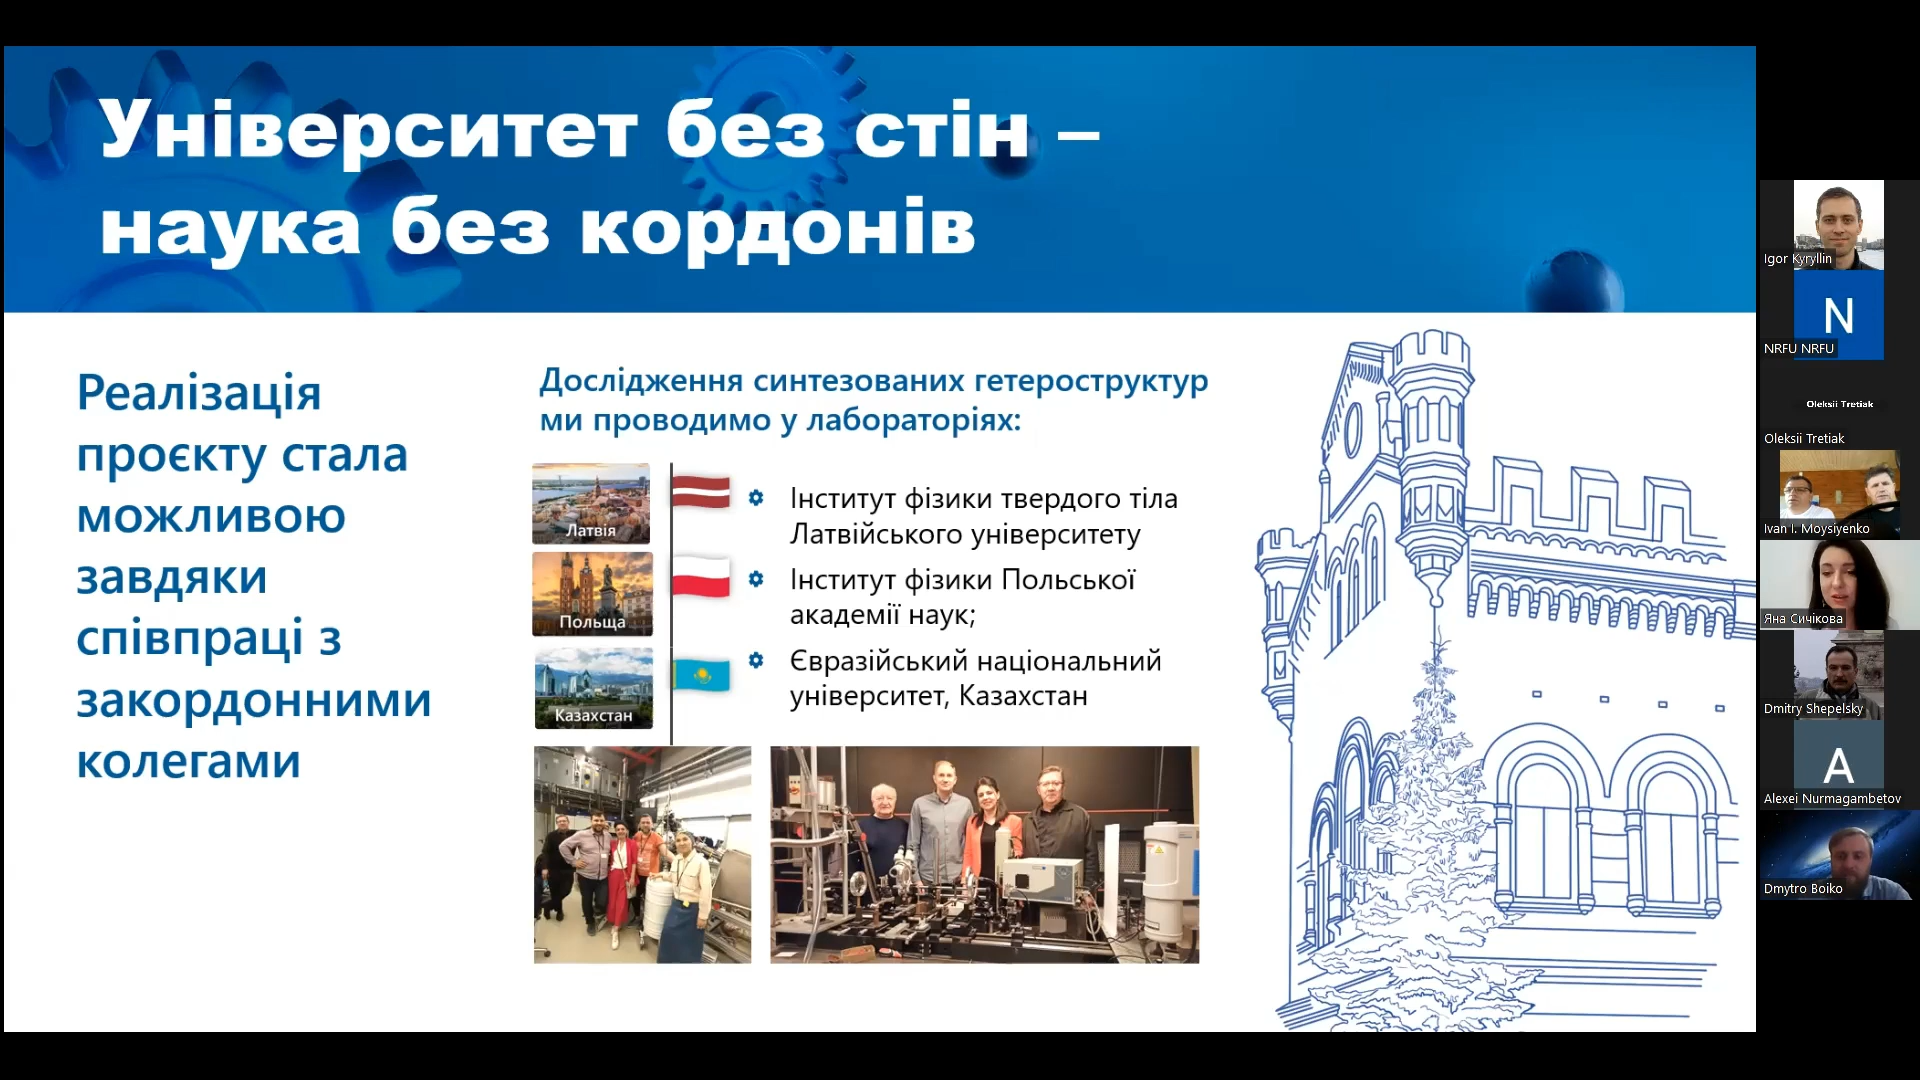 Університет без стін –
наука без кордонів
Реалізація
проєкту стала
можливою
завдяки
співпраці з
закордонними
колегами
Дослідження синтезованих гетероструктур
ми проводимо у лабораторіях:
Латвія
Інститут фізики твердого тіла
Латвійського університету
Польща
Інститут фізики Польської
академії наук;
Казахстан
Євразійський національний
університет, Казахстан
Igor Kyryllin
N
NRFU NRFU
Oleksii Tretiak
Oleksii Tretiak
Ivan I. Moysiyenko
Яна Сичікова
Dmitry Shepelsky
A
Alexei Nurmagambetov
Dmytro Boiko